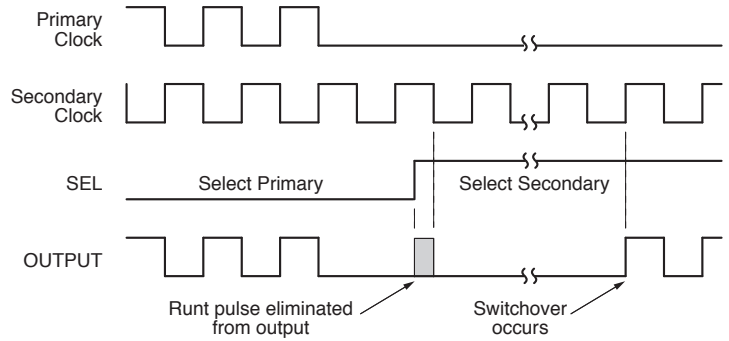 Primary
Clock
Secondary
Clock
SEL
Select Primary
Select Secondary
OUTPUT
Runt pulse eliminated
from output
Switchover
occurs